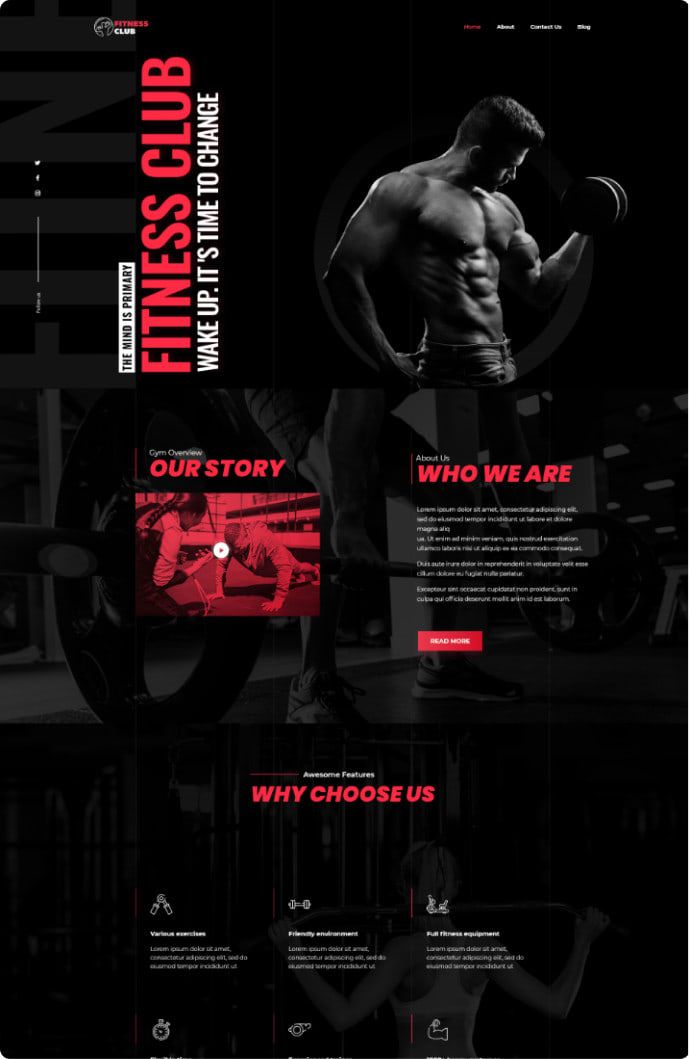 FITNESS
CLUB
Home
About
Contact Us
Blog
FITNE
Follow us
THE MIND IS PRIMARY
FITNESS CLUB
WAKE UP. IT'S TIME TO CHANGE
Gym Overview
OUR STORY
About Us
WHO WE ARE
Lorem ipsum dolor sit amet, consectetur adipiscing elit,
sed do eiusmod tempor incididunt ut labore et dolore
magna aliq
ua. Ut enim ad minim veniam, quis nostrud exercitation
ullamco laboris nisi ut aliquip ex ea commodo consequat.
Duis aute irure dolor in reprehenderit in voluptate velit esse
cillum dolore eu fugiat nulla pariatur.
Excepteur sint occaecat cupidatat non proident, sunt in
culpa qui officia deserunt mollit anim id est laborum.
READ MORE
Awesome Features
WHY CHOOSE US
Various exercises
Lorem ipsum dolor sit amet,
consectetur adipiscing elit, sed do
eiusmod tempor incididunt ut
Friendly environment
Lorem ipsum dolor sit amet,
consectetur adipiscing elit, sed do
eiusmod tempor incididunt ut
Full fitness equipment
Lorem ipsum dolor sit amet,
consectetur adipiscing elit, sed do
eiusmod tempor incididunt ut